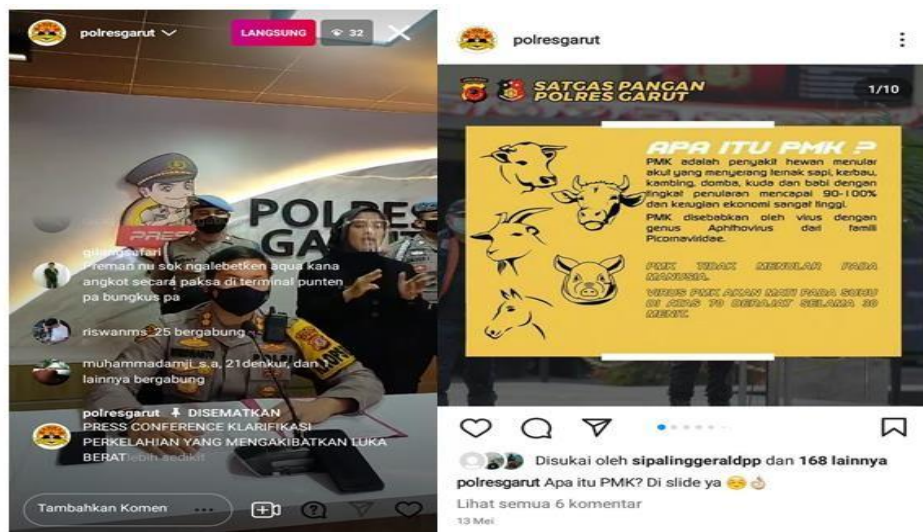 polresgarut
LANGSUNG
32
PRESS
POLRES
GA
gilangsafari
Preman nu sok ngalebetken aqua kana
angkot secara paksa di terminal punten
pa bungkus pa
riswanms_25 bergabung
muhammadamji_s.a, 21denkur, dan
lainnya bergabung
polresgarut DISEMATKAN
PRESS CONFERENCE KLARIFIKASI
PERKELAHIAN YANG MENGAKIBATKAN LUKA
BERAT lebih sedikit
Tambahkan Komen ...
polresgarut
SATGAS PANGAN
POLRES GARUT
1/10
APA ITU PMK ?
PMK adalah penyakit hewan menular
akut yang menyerang ternak sapi, kerbau,
kambing, domba, kuda dan babi dengan
tingkat penularan mencapai 90-100%
dan kerugian ekonomi sangat tinggi.
PMK disebabkan oleh virus dengan
genus Aphthovirus dari famili
Picornaviridae.
PMK TIDAK MENULAR PADA
MANUSIA.
VIRUS PMK AKAN MATI PADA SUHU
DI ATAS 70 DERAJAT SELAMA 30
MENIT.
Disukai oleh sipalinggeraldpp dan 168 lainnya
polresgarut Apa itu PMK? Di slide ya 😌👌
Lihat semua 6 komentar
13 Mei